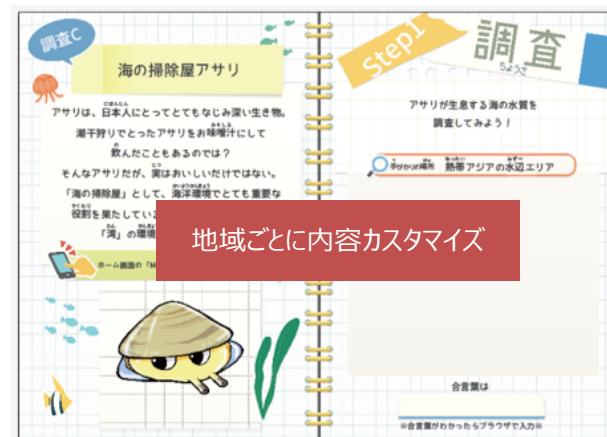 調査C
海の掃除屋アサリ
アサリは、日本人にとってとてもなじみ深い生き物。
潮干狩りでとったアサリをお味噌汁にして
飲んだこともあるのでは？
そんなアサリだが、実はおいしいだけではない。
「海の掃除屋」として、海洋環境でとても重要な
役割を果たしてい
「湾」の環境
ホーム画面の「M
地域ごとに内容カスタマイズ
Step1
調査
ちょうさ
アサリが生息する海の水質を
調査してみよう！
手がかりの場所 熱帯アジアの水辺エリア
合言葉は
※合言葉がわかったらブラウザで入力※